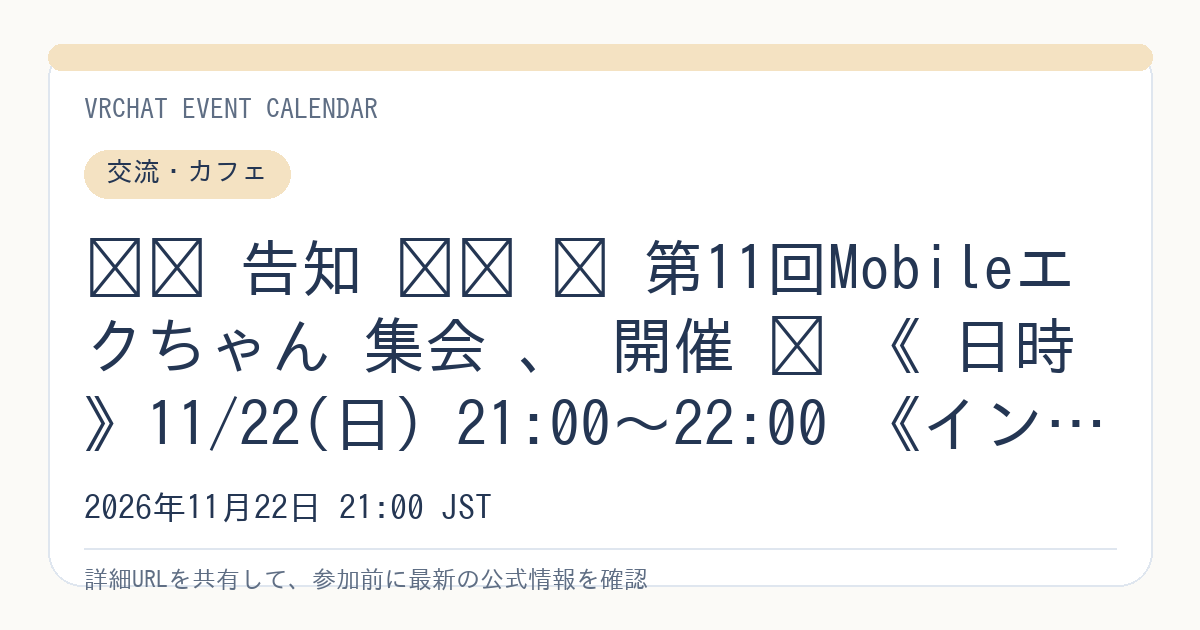 VRCHAT EVENT CALENDAR
交流・カフェ
告知 第11回Mobileエ
クちゃん 集会 、 開催 《 日時
》11/22(日) 21:00～22:00 《イン…
2026年11月22日 21:00 JST
詳細URLを共有して、参加前に最新の公式情報を確認